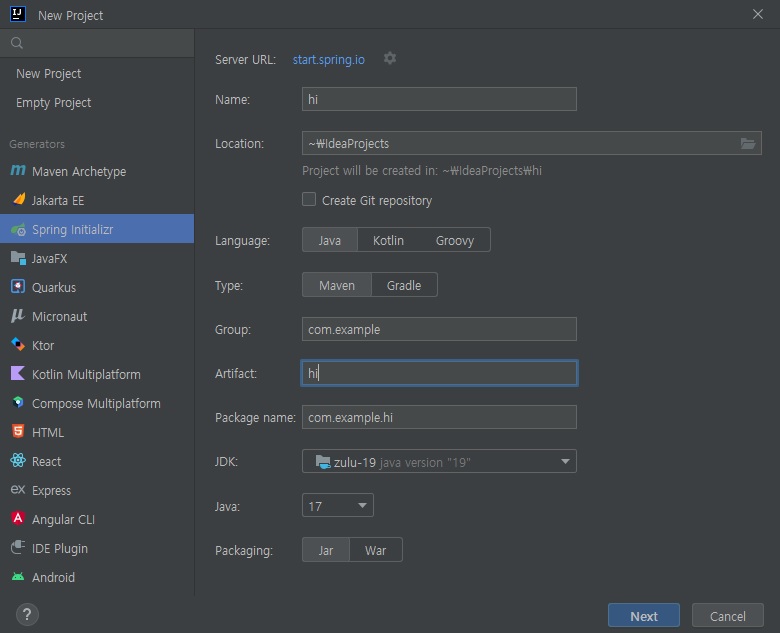 New Project
New Project
Empty Project
Generators
Maven Archetype
Jakarta EE
Spring Initializr
JavaFX
Quarkus
Micronaut
Ktor
Kotlin Multiplatform
Compose Multiplatform
HTML
React
Express
Angular CLI
IDE Plugin
Android
Server URL: start.spring.io
Name: hi
Location: ~₩IdeaProjects
Project will be created in: ~₩IdeaProjects₩hi
Create Git repository
Language: Java Kotlin Groovy
Type: Maven Gradle
Group: com.example
Artifact: hi
Package name: com.example.hi
JDK: zulu-19 java version "19"
Java: 17
Packaging: Jar War
? Next Cancel